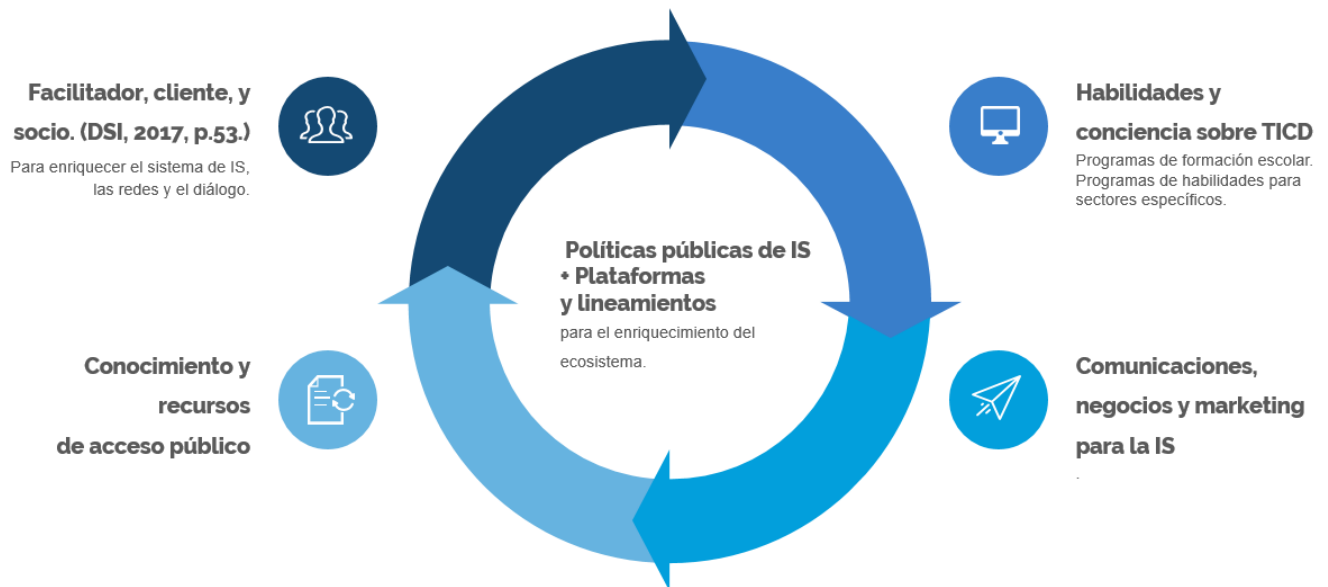 Facilitador, cliente, y
socio. (DSI, 2017, p.53.)
Para enriquecer el sistema de IS,
las redes y el diálogo.
Habilidades y
conciencia sobre TICD
Programas de formación escolar.
Programas de habilidades para
sectores específicos.
Políticas públicas de IS
+ Plataformas
y lineamientos
para el enriquecimiento del
ecosistema.
Conocimiento y
recursos
de acceso público
Comunicaciones,
negocios y marketing
para la IS
.